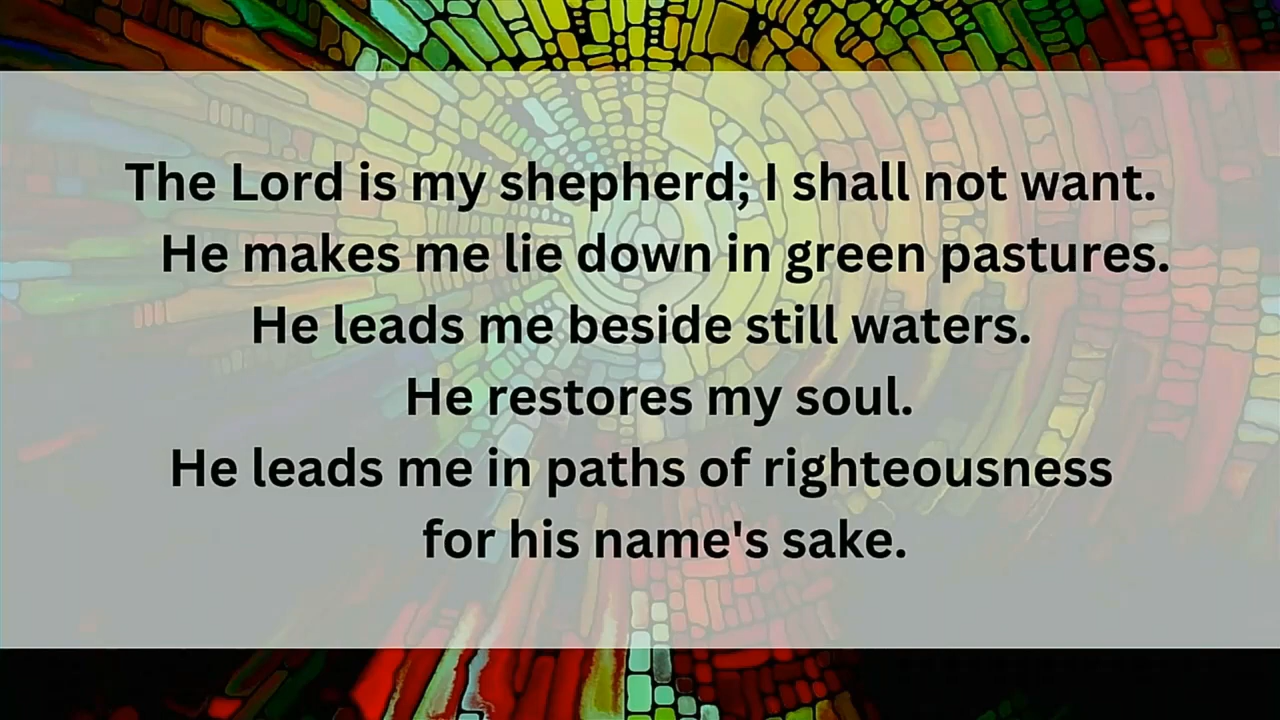 The Lord is my shepherd; I shall not want.
He makes me lie down in green pastures.
He leads me beside still waters.
He restores my soul.
He leads me in paths of righteousness
for his name's sake.